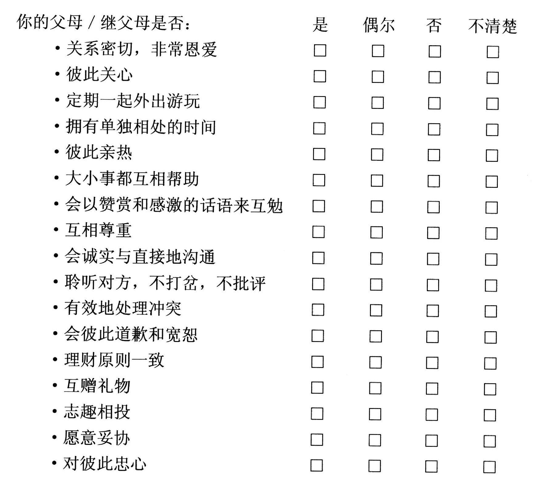 你的父母/继父母是否： 是 偶尔 否 不清楚
·关系密切，非常恩爱 □ □ □ □
·彼此关心 □ □ □ □
·定期一起外出游玩 □ □ □ □
·拥有单独相处的时间 □ □ □ □
·彼此亲热 □ □ □ □
·大小事都互相帮助 □ □ □ □
·会以赞赏和感激的话语来互勉 □ □ □ □
·互相尊重 □ □ □ □
·会诚实与直接地沟通 □ □ □ □
·聆听对方，不打岔，不批评 □ □ □ □
·有效地处理冲突 □ □ □ □
·会彼此道歉和宽恕 □ □ □ □
·理财原则一致 □ □ □ □
·互赠礼物 □ □ □ □
·志趣相投 □ □ □ □
·愿意妥协 □ □ □ □
·对彼此忠心 □ □ □ □